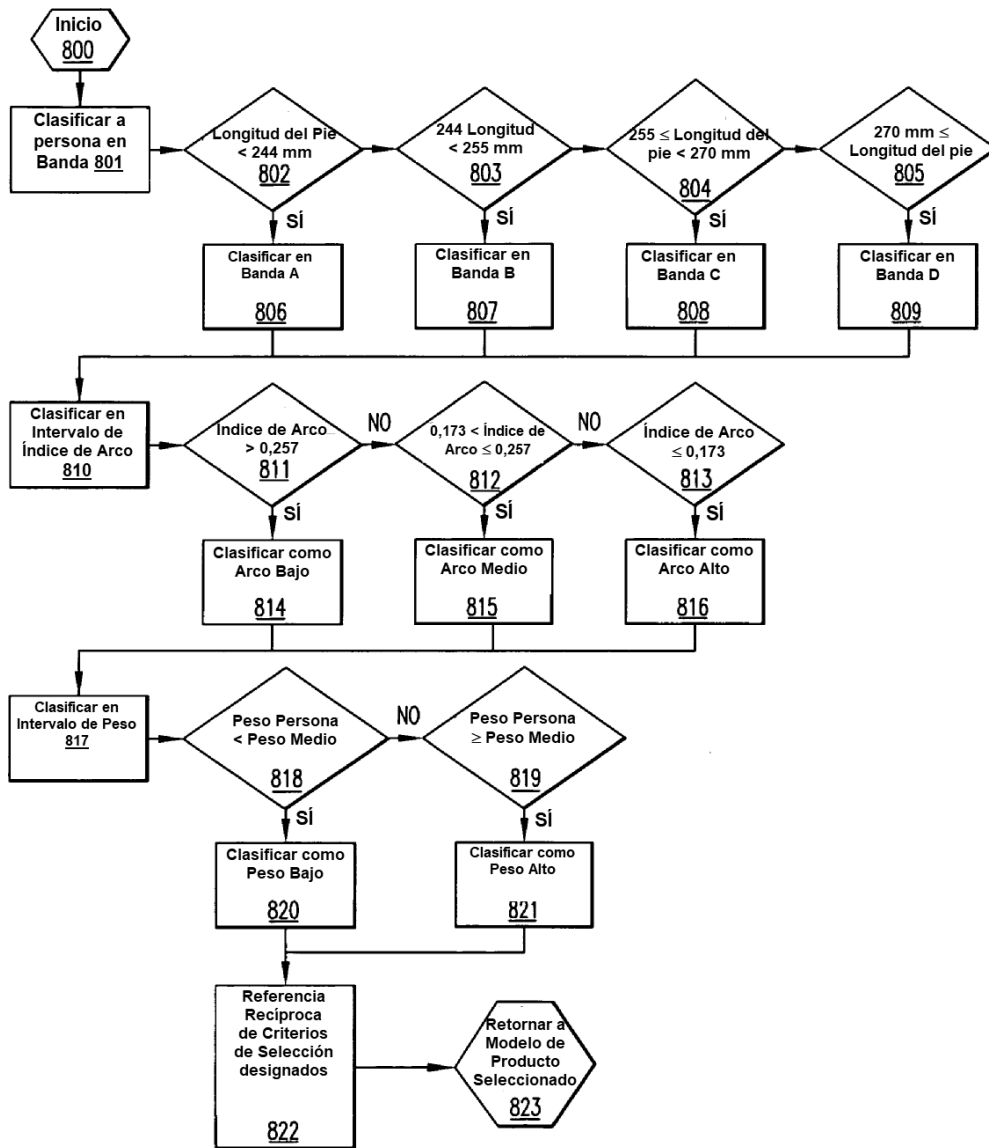 Inicio
800
Clasificar a
persona en
Banda 801
Longitud del Pie
< 244 mm
802
244 Longitud
< 255 mm
803
255 ≤ Longitud del
pie < 270 mm
804
270 mm ≤
Longitud del pie
805
SÍ
SÍ
SÍ
SÍ
Clasificar en
Banda A
806
Clasificar en
Banda B
807
Clasificar en
Banda C
808
Clasificar en
Banda D
809
Clasificar en
Intervalo de
Índice de Arco
810
Índice de Arco
> 0,257
811
NO
0,173 < Índice de
Arco ≤ 0,257
812
NO
Índice de Arco
≤ 0,173
813
SÍ
SÍ
SÍ
Clasificar como
Arco Bajo
814
Clasificar como
Arco Medio
815
Clasificar como
Arco Alto
816
Clasificar en
Intervalo de Peso
817
Peso Persona
< Peso Medio
818
NO
Peso Persona
≥ Peso Medio
819
SÍ
SÍ
Clasificar como
Peso Bajo
820
Clasificar como
Peso Alto
821
Referencia
Recíproca
de Criterios
de Selección
designados
822
Retornar a
Modelo de
Producto
Seleccionado
823